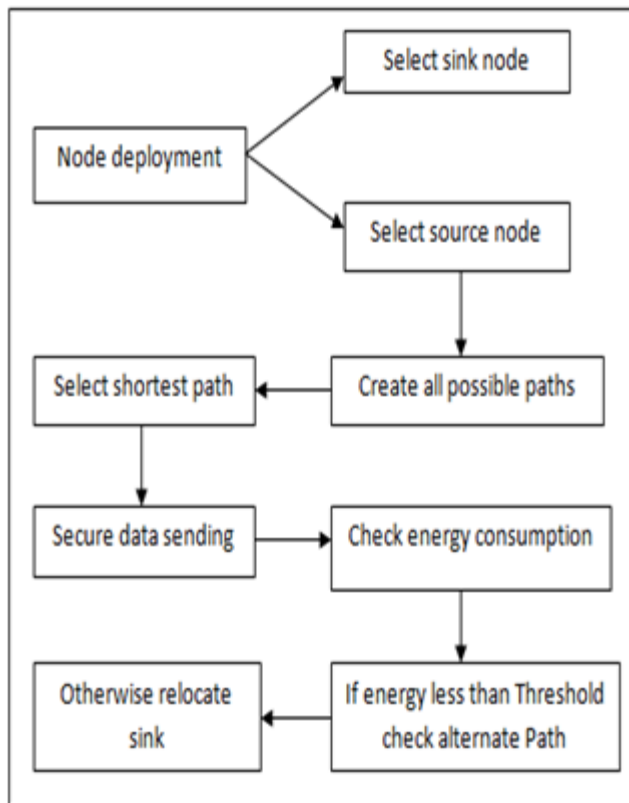 Select sink node
Node deployment
Select source node
Select shortest path
Create all possible paths
Secure data sending
Check energy consumption
Otherwise relocate
sink
If energy less than Threshold
check alternate Path